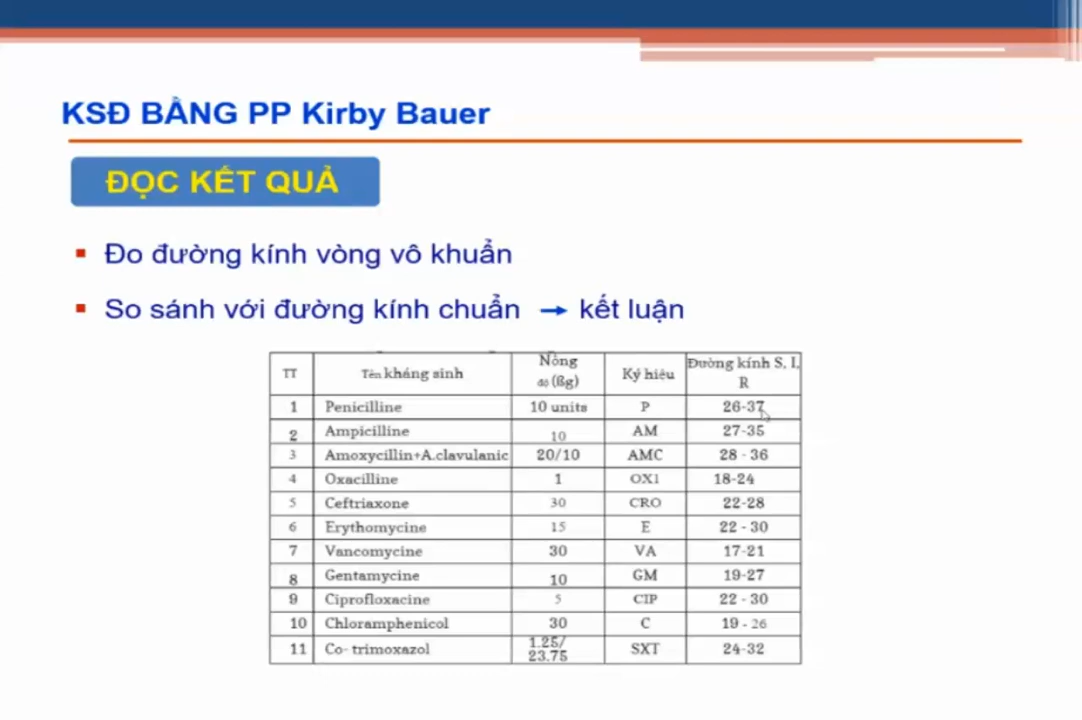 KSĐ BẰNG PP Kirby Bauer
ĐỌC KẾT QUẢ
Đo đường kính vòng vô khuẩn
So sánh với đường kính chuẩn → kết luận
TT Tên kháng sinh Nồng độ (ßg) Ký hiệu Đường kính S, I, R
1 Penicilline 10 units P 26-37
2 Ampicilline 10 AM 27-35
3 Amoxycillin+A.clavulanic 20/10 AMC 28 - 36
4 Oxacilline 1 OX1 18-24
5 Ceftriaxone 30 CRO 22-28
6 Erythomycine 15 E 22 - 30
7 Vancomycine 30 VA 17-21
8 Gentamycine 10 GM 19-27
9 Ciprofloxacine 5 CIP 22 - 30
10 Chloramphenicol 30 C 19 - 26
11 Co- trimoxazol 1.25/ 23.75 SXT 24-32